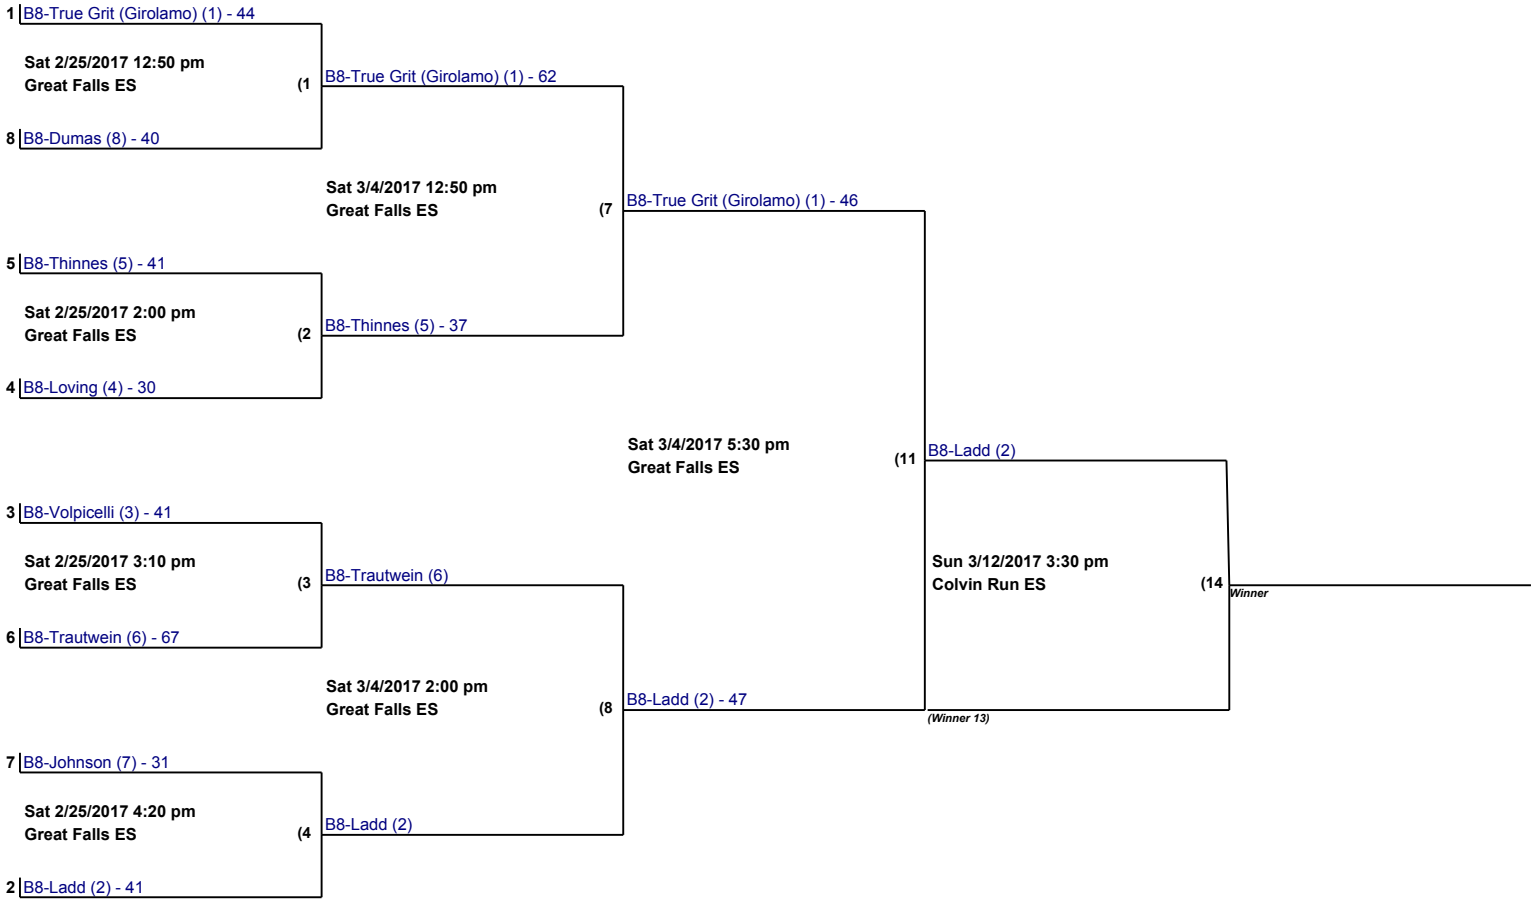 1 B8-True Grit (Girolamo) (1) - 44
Sat 2/25/2017 12:50 pm
Great Falls ES (1
8 B8-Dumas (8) - 40
B8-True Grit (Girolamo) (1) - 62
Sat 3/4/2017 12:50 pm
Great Falls ES (7
B8-True Grit (Girolamo) (1) - 46
5 B8-Thinnes (5) - 41
Sat 2/25/2017 2:00 pm
Great Falls ES (2
B8-Thinnes (5) - 37
4 B8-Loving (4) - 30
Sat 3/4/2017 5:30 pm
Great Falls ES (11
B8-Ladd (2)
3 B8-Volpicelli (3) - 41
Sat 2/25/2017 3:10 pm
Great Falls ES (3
B8-Trautwein (6)
Sun 3/12/2017 3:30 pm
Colvin Run ES (14
Winner
6 B8-Trautwein (6) - 67
Sat 3/4/2017 2:00 pm
Great Falls ES (8
B8-Ladd (2) - 47
(Winner 13)
7 B8-Johnson (7) - 31
Sat 2/25/2017 4:20 pm
Great Falls ES (4
B8-Ladd (2)
2 B8-Ladd (2) - 41